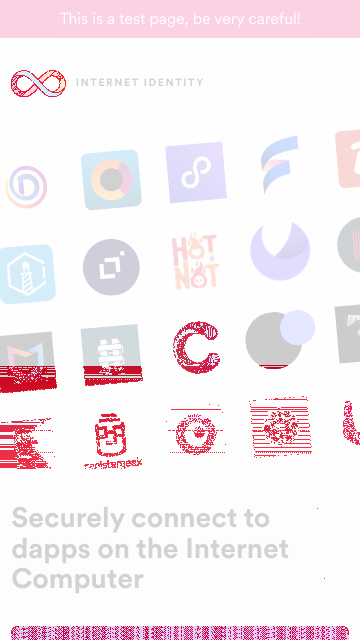 This is a test page, be very careful!
INTERNET IDENTITY
HOT
NOT
canistergeek
Securely connect to
dapps on the Internet
Computer